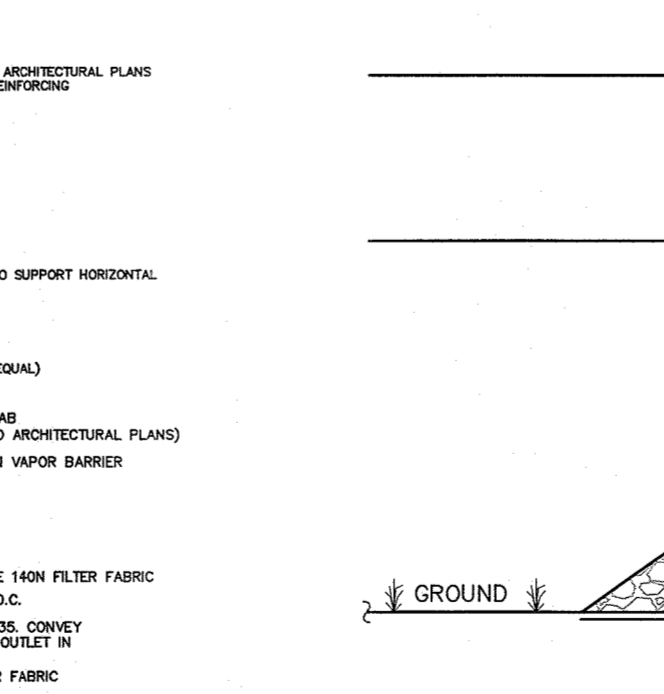 ARCHITECTURAL PLANS
EINFORCING
O SUPPORT HORIZONTAL
EQUAL)
AB
O ARCHITECTURAL PLANS)
VAPOR BARRIER
E 140N FILTER FABRIC
O.C.
GROUND
35. CONVEY
OUTLET IN
R FABRIC